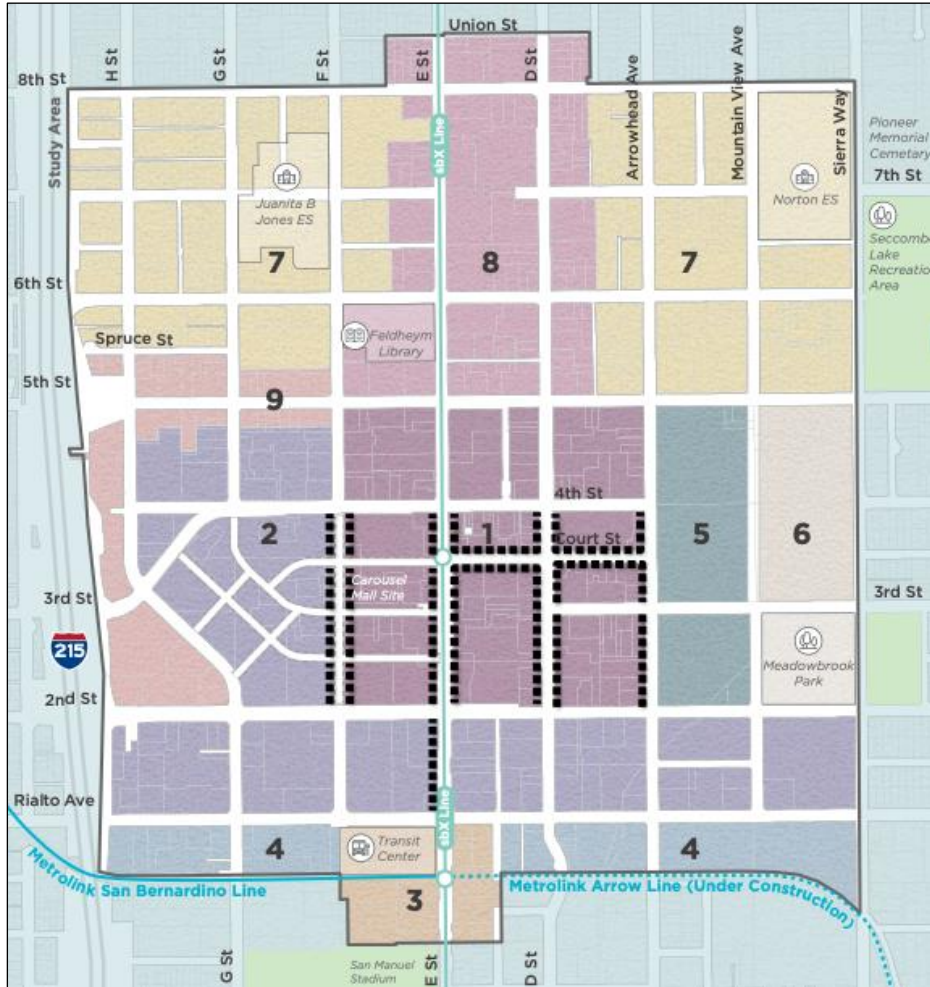 Union St
8th St
H St
G St
F St
E St
D St
Arrowhead Ave
Mountain View Ave
Sierra Way
Study Area
sbX Line
Pioneer
Memorial
Cemetary
7th St
Juanita B
Jones ES
Norton ES
Seccombe
Lake
Recreation
Area
7
8
7
6th St
Spruce St
Feldheym
Library
5th St
9
4th St
2
1
Court St
5
6
Carousel
Mall Site
3rd St
3rd St
215
Meadowbrook
Park
2nd St
Rialto Ave
sbX Line
4
Transit
Center
4
Metrolink San Bernardino Line
Metrolink Arrow Line (Under Construction)
3
G St
San Manuel
Stadium
E St
D St